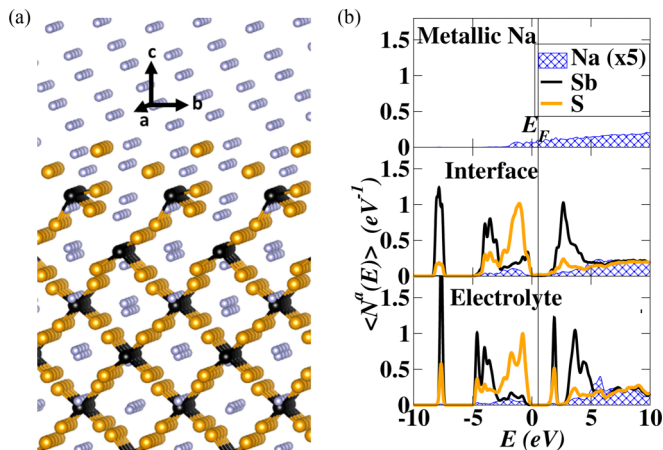 (a)
c
b
a
(b)
Metallic Na
Na (x5)
Sb
S
E_F
Interface
Electrolyte
<N^a(E)> (eV^-1)
1.5
1
0.5
0
1.5
1
0.5
0
1.5
1
0.5
0
-10 -5 0 5 10
E (eV)